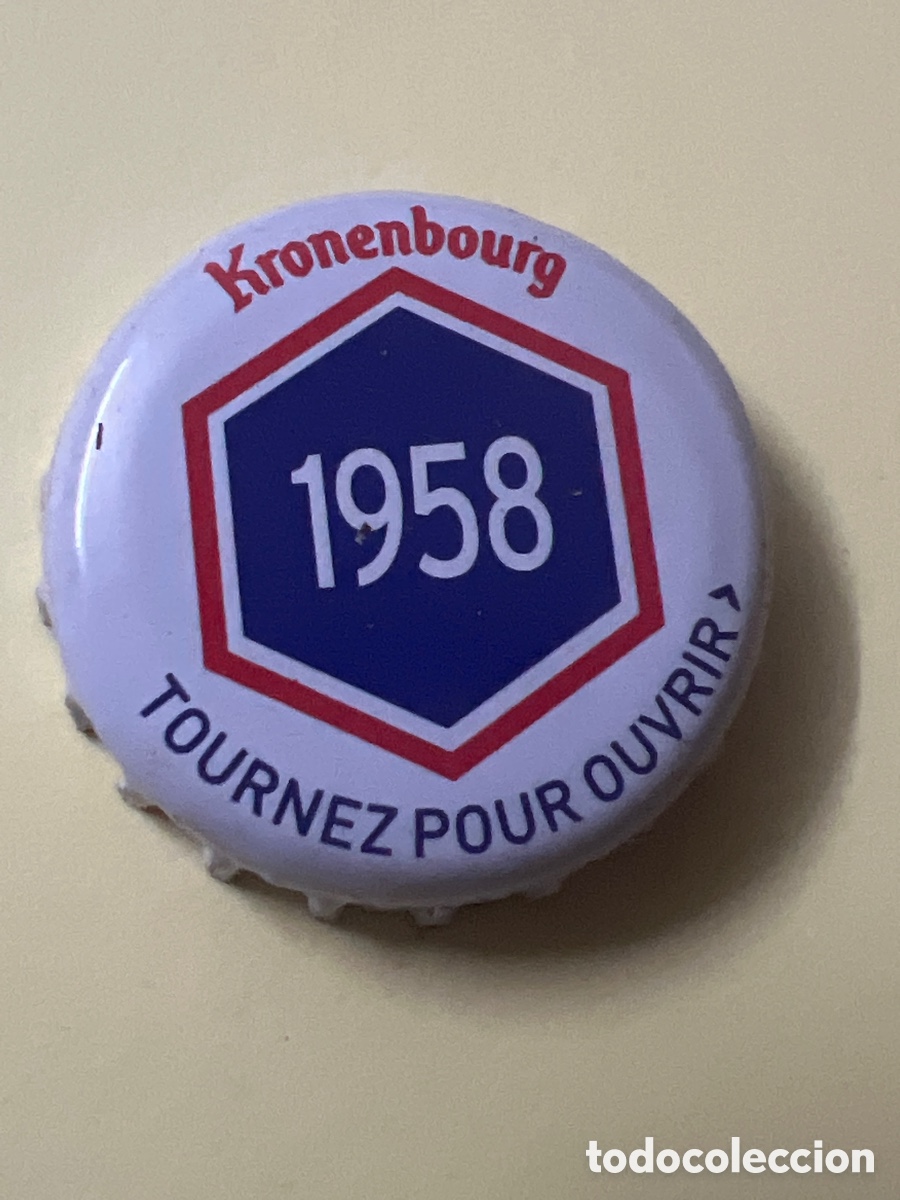 Kronenbourg
1958
TOURNEZ POUR OUVRIR >
todocoleccion